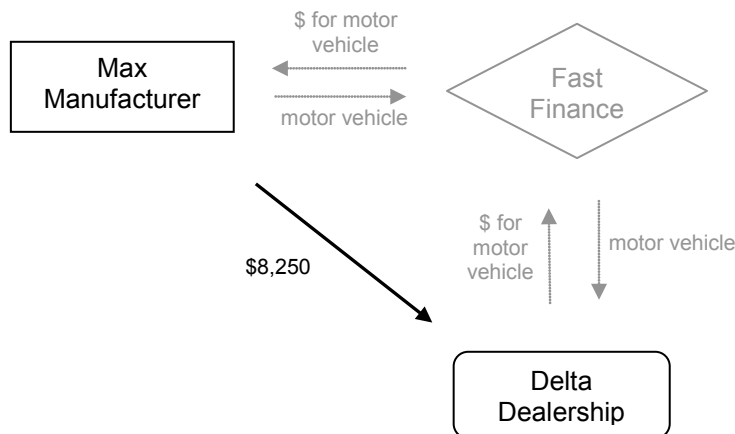 $ for motor
vehicle
Max
Manufacturer
Fast
Finance
motor vehicle
$8,250
$ for
motor
vehicle
motor vehicle
Delta
Dealership